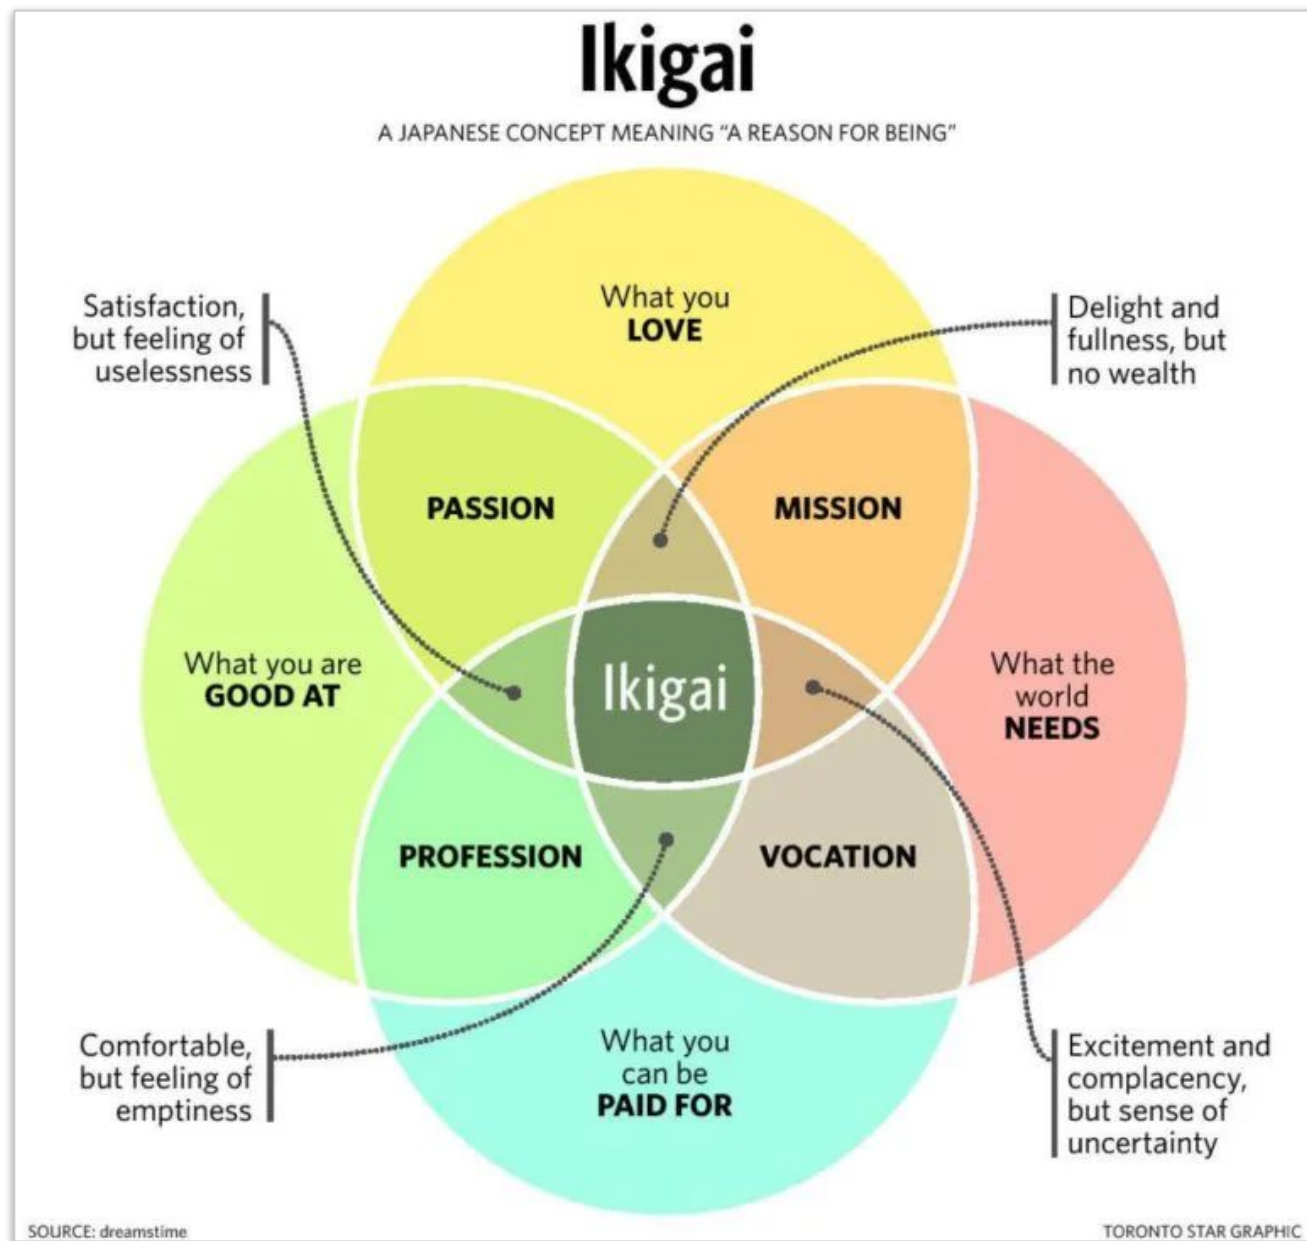 Ikigai
A JAPANESE CONCEPT MEANING “A REASON FOR BEING”
What you
LOVE
Satisfaction,
but feeling of
uselessness
Delight and
fullness, but
no wealth
PASSION
MISSION
What you are
GOOD AT
Ikigai
What the
world
NEEDS
PROFESSION
VOCATION
What you
can be
PAID FOR
Comfortable,
but feeling of
emptiness
Excitement and
complacency,
but sense of
uncertainty
SOURCE: dreamstime
TORONTO STAR GRAPHIC